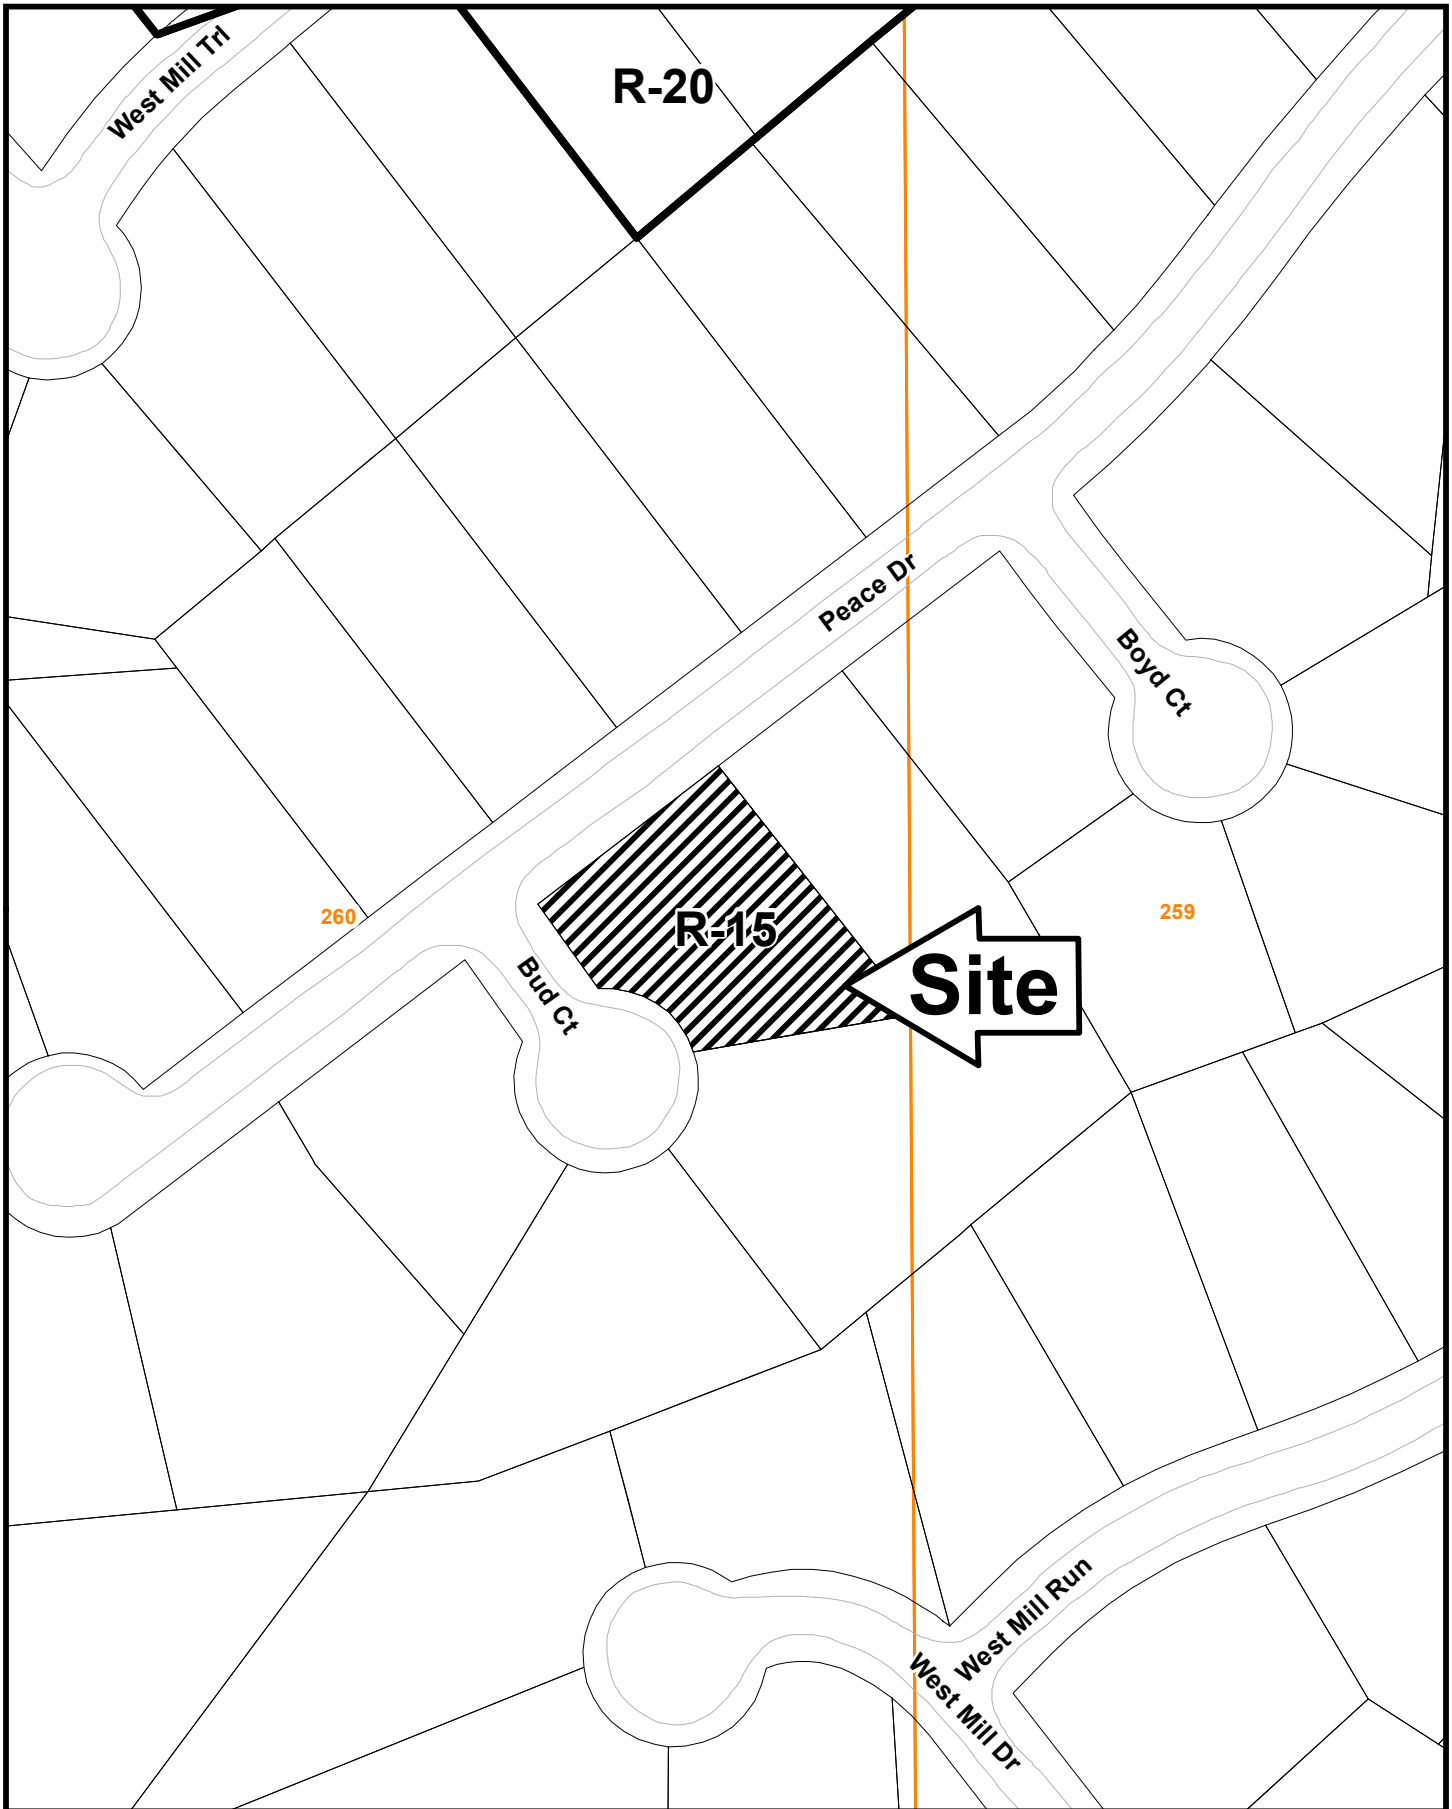 West Mill Trl
R-20
Peace Dr
Boyd Ct
260
R-15
259
Site
Bud Ct
West Mill Run
West Mill Dr